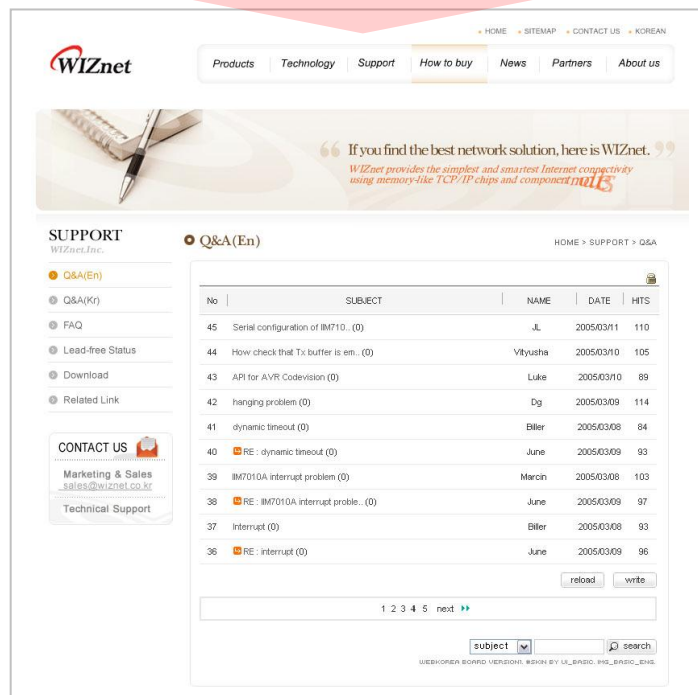 HOME SITEMAP CONTACT US KOREAN
WIZnet
Products Technology Support How to buy News Partners About us
If you find the best network solution, here is WIZnet.
WIZnet provides the simplest and smartest Internet connectivity
using memory-like TCP/IP chips and component
SUPPORT
WIZnet,Inc.
Q&A(En)
Q&A(Kr)
FAQ
Lead-free Status
Download
Related Link
CONTACT US
Marketing & Sales
sales@wiznet.co.kr
Technical Support
Q&A(En)
HOME > SUPPORT > Q&A
No SUBJECT NAME DATE HITS
45 Serial configuration of IIM710.. (0) JL 2005/03/11 110
44 How check that Tx buffer is em.. (0) Vityusha 2005/03/10 105
43 API for AVR Codevision (0) Luke 2005/03/10 89
42 hanging problem (0) Dg 2005/03/09 114
41 dynamic timeout (0) Biller 2005/03/08 84
40 RE : dynamic timeout (0) June 2005/03/09 93
39 IIM7010A interrupt problem (0) Marcin 2005/03/08 103
38 RE : IIM7010A interrupt proble.. (0) June 2005/03/09 97
37 Interrupt (0) Biller 2005/03/08 93
36 RE : interrupt (0) June 2005/03/09 96
reload write
1 2 3 4 5 next
subject search
WEBKOREA BOARD VERSION1. #SKIN BY UI_BASIC. IMG_BASIC_ENG.